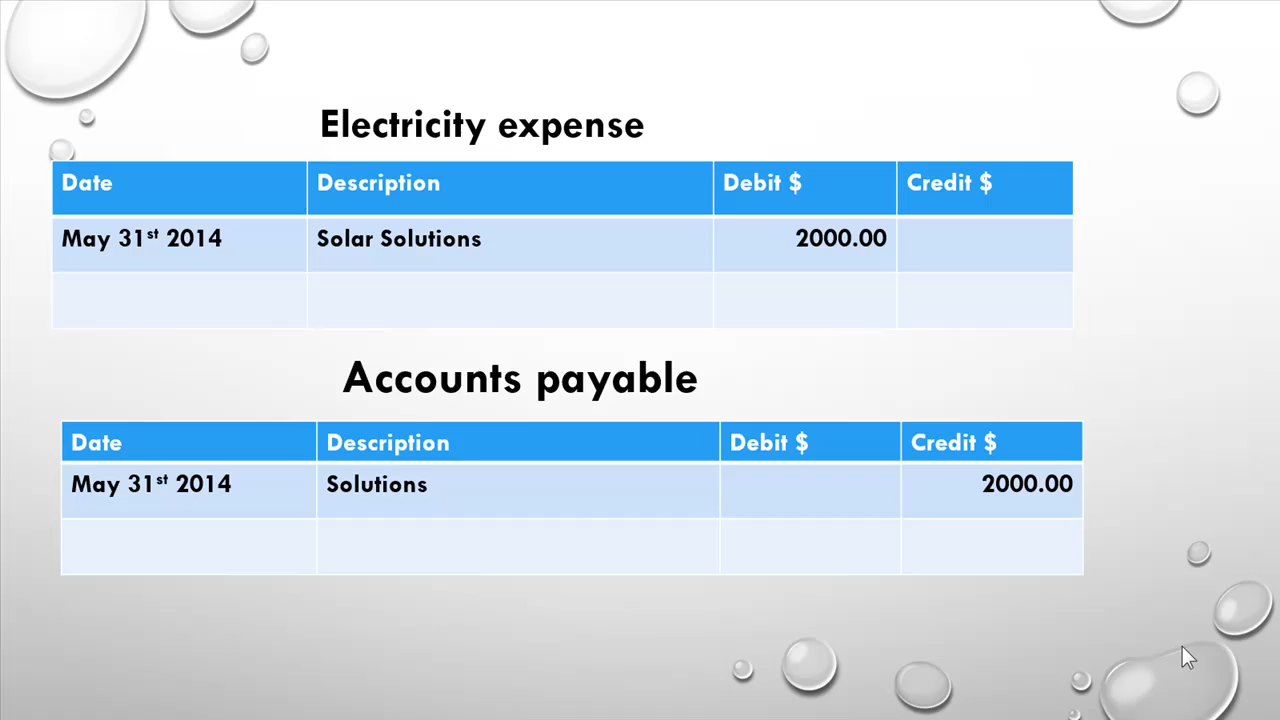 Electricity expense
Date Description Debit $ Credit $
May 31st 2014 Solar Solutions 2000.00
Accounts payable
Date Description Debit $ Credit $
May 31st 2014 Solutions 2000.00